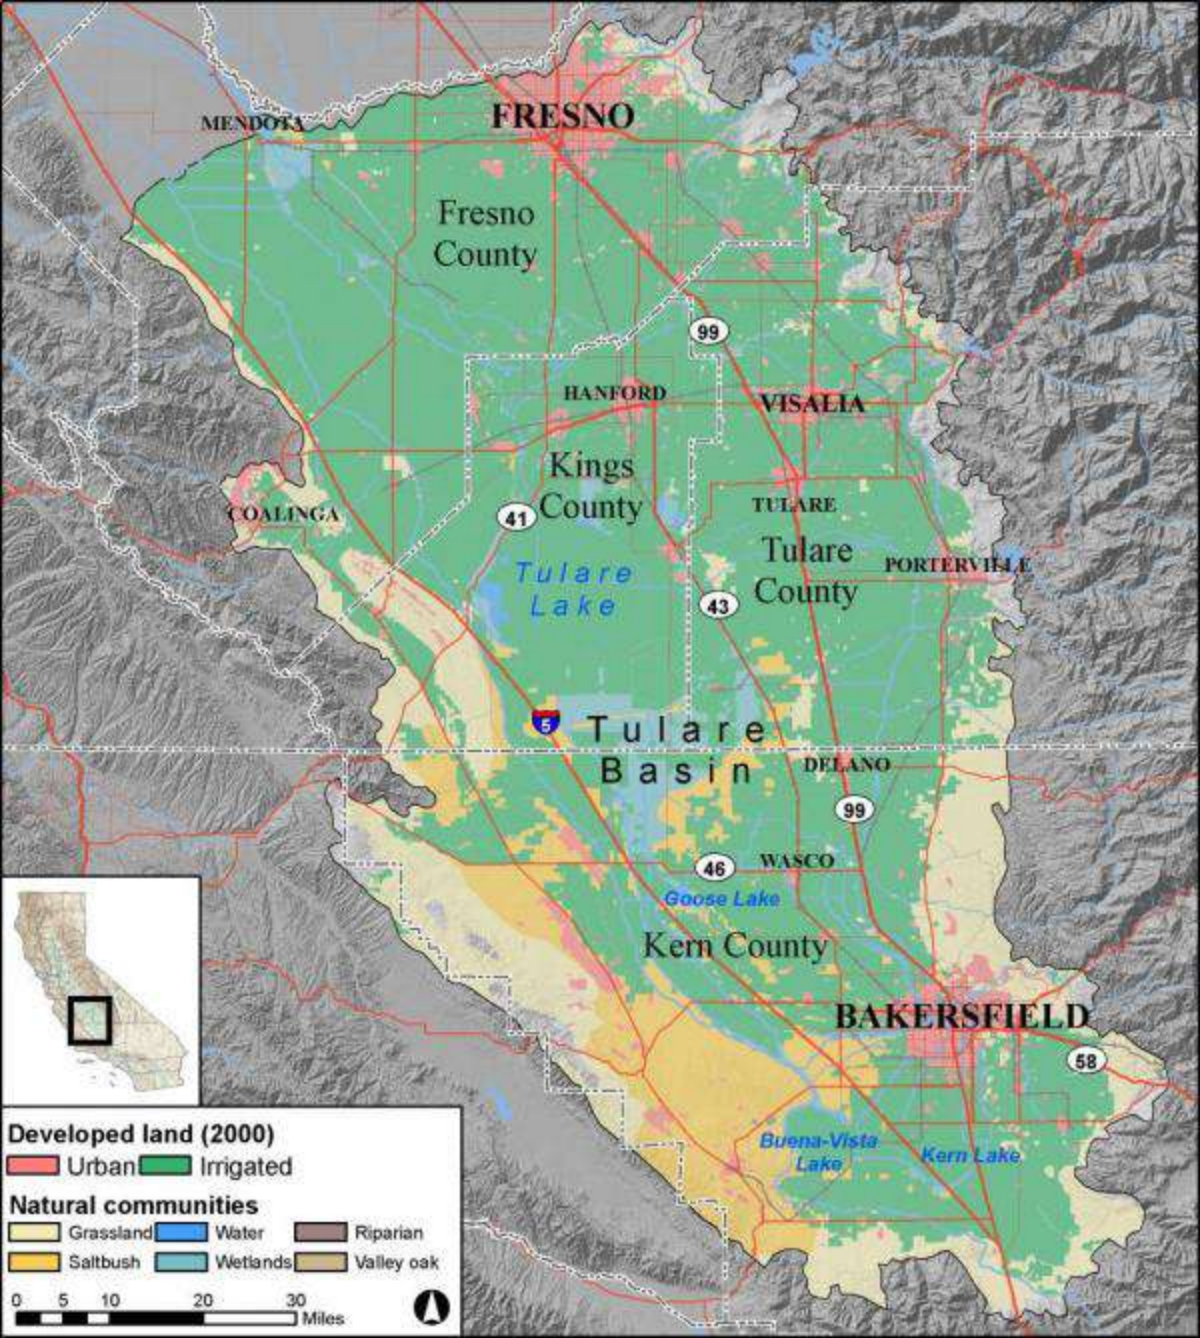 MENDOTA
FRESNO
Fresno
County
99
HANFORD
VISALIA
Kings
County
41
TULARE
COALINGA
Tulare
County
PORTERVILLE
Tulare
Lake
43
5
Tulare
Basin
DELANO
99
46
WASCO
Goose Lake
Kern County
BAKERSFIELD
58
Buena-Vista
Lake
Kern Lake
Developed land (2000)
Urban Irrigated
Natural communities
Grassland Water Riparian
Saltbush Wetlands Valley oak
0 5 10 20 30
Miles